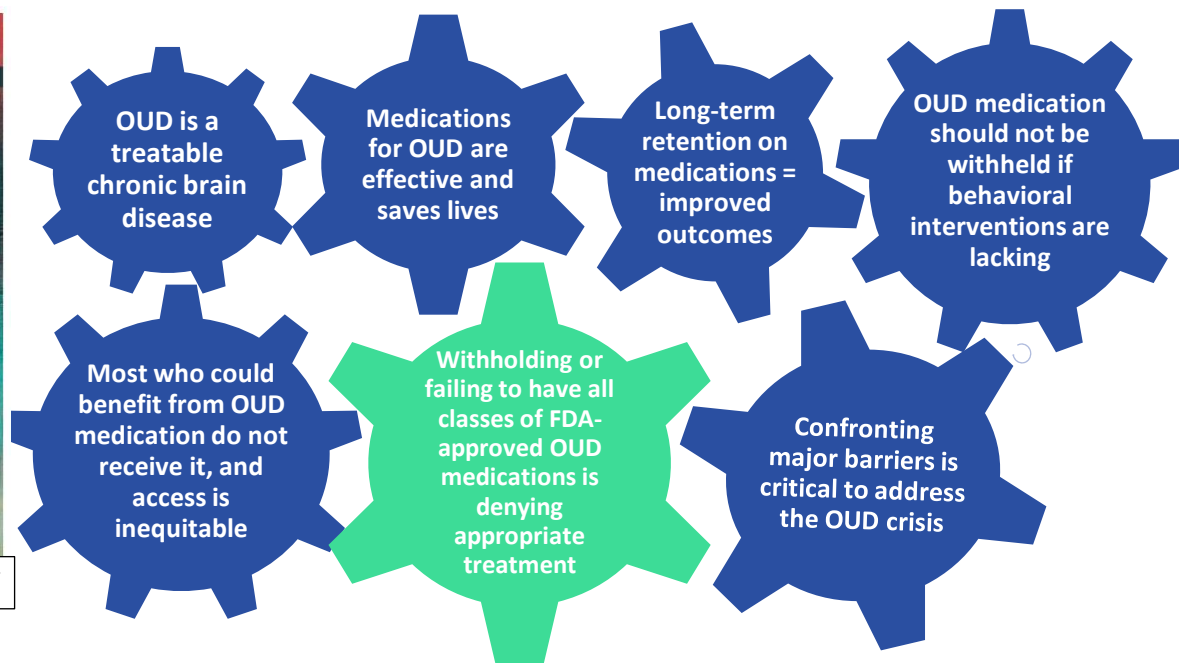 OUD is a
treatable
chronic brain
disease
Medications
for OUD are
effective and
saves lives
Long-term
retention on
medications =
improved
outcomes
OUD medication
should not be
withheld if
behavioral
interventions are
lacking
Most who could
benefit from OUD
medication do not
receive it, and
access is
inequitable
Withholding or
failing to have all
classes of FDA-
approved OUD
medications is
denying
appropriate
treatment
Confronting
major barriers is
critical to address
the OUD crisis